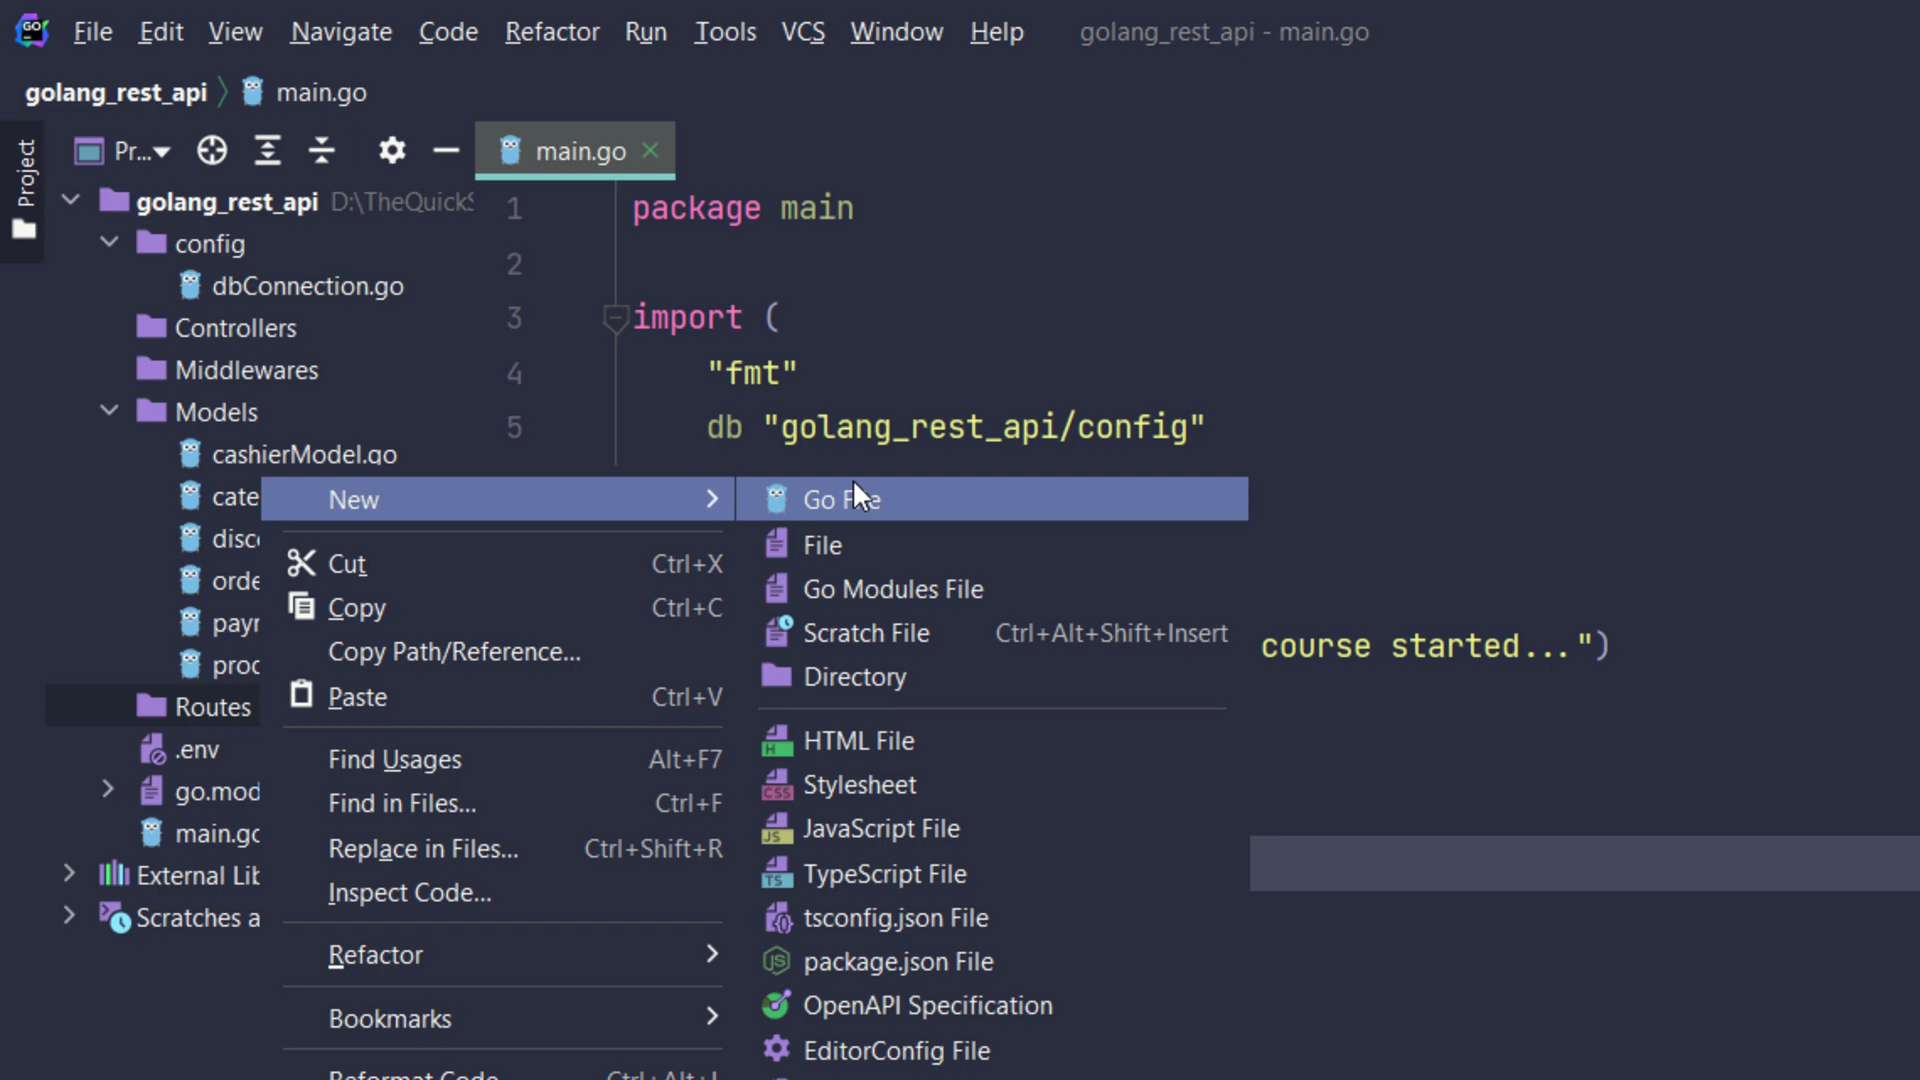 File Edit View Navigate Code Refactor Run Tools VCS Window Help golang_rest_api - main.go
golang_rest_api main.go
Project
Pr...
main.go
golang_rest_api D:\TheQuickS
config
dbConnection.go
Controllers
Middlewares
Models
cashierModel.go
cate
disc
orde
payr
proc
Routes
.env
go.mod
main.go
External Lib
Scratches a
1 package main
2
3 import (
4 "fmt"
5 db "golang_rest_api/config"
course started...")
New
Cut Ctrl+X
Copy Ctrl+C
Copy Path/Reference...
Paste Ctrl+V
Find Usages Alt+F7
Find in Files... Ctrl+F
Replace in Files... Ctrl+Shift+R
Inspect Code...
Refactor
Bookmarks
Reformat Code Ctrl+Alt+L
Go File
File
Go Modules File
Scratch File Ctrl+Alt+Shift+Insert
Directory
HTML File
Stylesheet
JavaScript File
TypeScript File
tsconfig.json File
package.json File
OpenAPI Specification
EditorConfig File